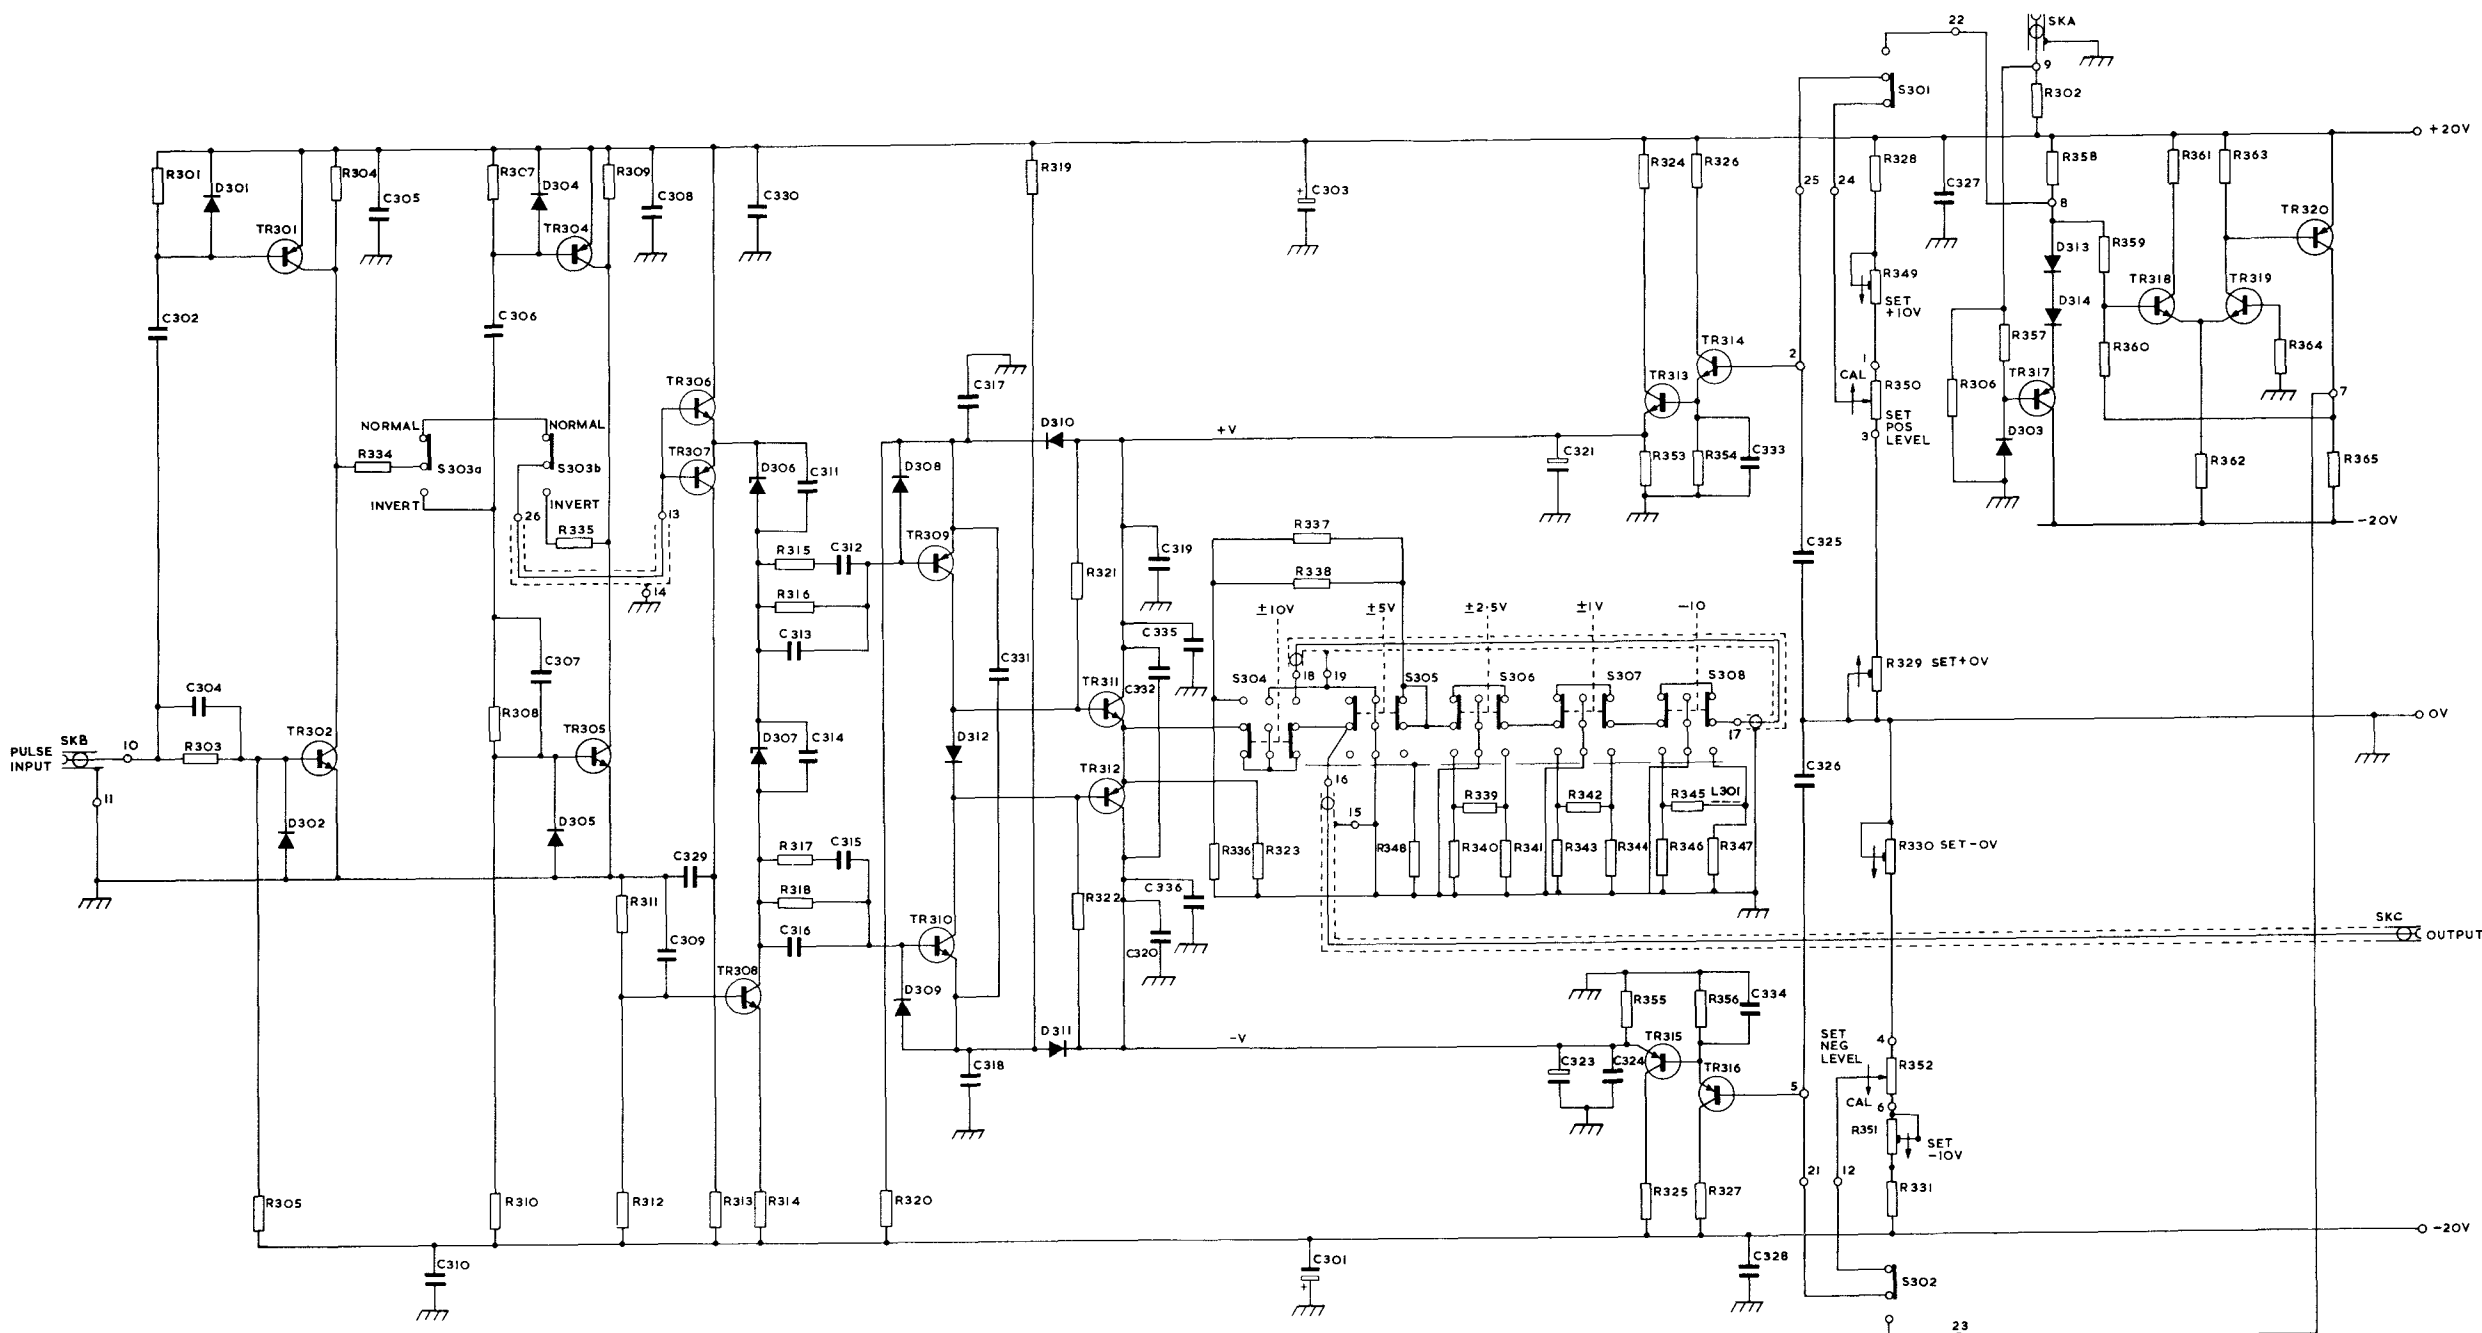 22
SKA
9
S301
R302
+20V
R301
D301
R304
C305
R307
D304
R309
C308
C330
R319
C303
R324
R326
25
24
R328
C327
R358
R361
R363
8
TR301
TR304
TR320
D313
R359
R349
SET
+10V
TR318
TR319
D314
C302
C306
R357
R360
R364
TR314
2
1
TR313
CAL
R350
SET
POS
LEVEL
3
R306
TR317
7
TR306
C317
NORMAL
NORMAL
D310
+V
D303
R334
S303a
S303b
TR307
D306
C311
D308
C321
R353
R354
C333
R362
R365
INVERT
INVERT
26
13
-20V
R335
R337
TR309
R315
C312
C319
C325
R321
R338
14
R316
±10V
±5V
±2·5V
±1V
-10
C313
C335
C307
C331
R329 SET+OV
S304
18
19
S305
S306
S307
S308
C304
TR311
C332
R308
OV
TR302
TR305
17
PULSE
INPUT
SKB
10
R303
D307
C314
D312
TR312
16
C326
11
R339
R342
R345
L301
15
D302
D305
R317
C315
R336
R323
R348
R340
R341
R343
R344
R346
R347
R330 SET-OV
C329
R318
C336
R311
R322
SKC
TR310
C309
C316
C320
OUTPUT
TR308
D309
R355
R356
C334
D311
-V
TR315
SET
NEG
LEVEL
4
C318
C323
C324
TR316
R352
5
CAL
6
R351
SET
-10V
21
12
R305
R310
R312
R313
R314
R320
R325
R327
R331
-20V
C310
C301
C328
S302
23